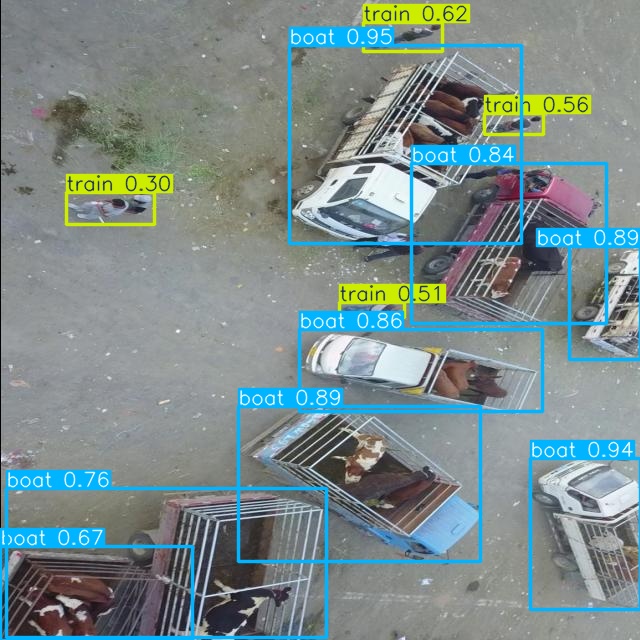 train 0.62
boat 0.95
train 0.56
boat 0.84
train 0.30
boat 0.89
train 0.51
boat 0.86
boat 0.89
boat 0.94
boat 0.76
boat 0.67